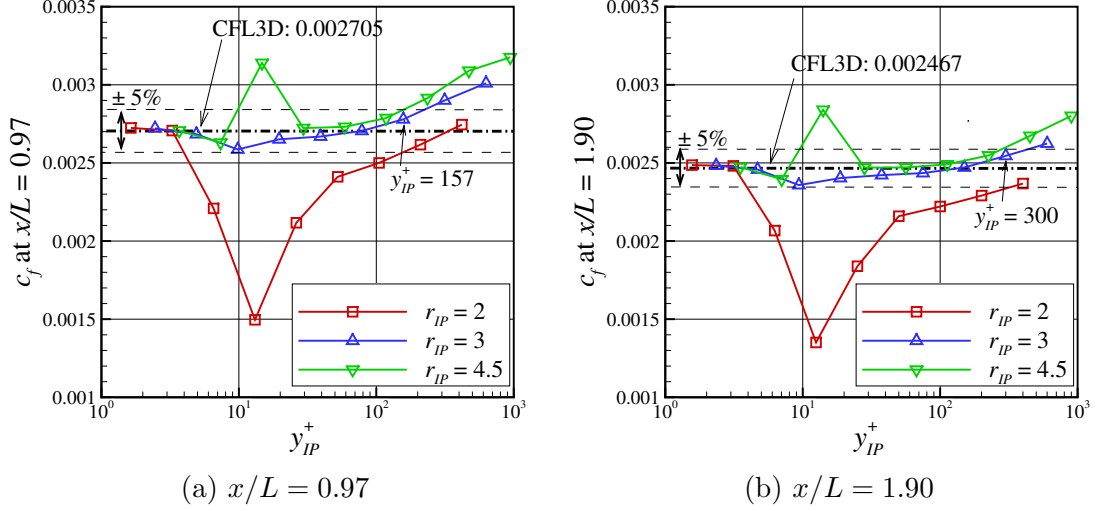 0.0035
0.003
0.0025
0.002
0.0015
0.001
c_f at x/L = 0.97
CFL3D: 0.002705
± 5%
y_IP^+ = 157
r_IP = 2
r_IP = 3
r_IP = 4.5
10^0
10^1
10^2
10^3
y_IP^+
(a) x/L = 0.97
0.0035
0.003
0.0025
0.002
0.0015
0.001
c_f at x/L = 1.90
CFL3D: 0.002467
± 5%
y_IP^+ = 300
r_IP = 2
r_IP = 3
r_IP = 4.5
10^0
10^1
10^2
10^3
y_IP^+
(b) x/L = 1.90